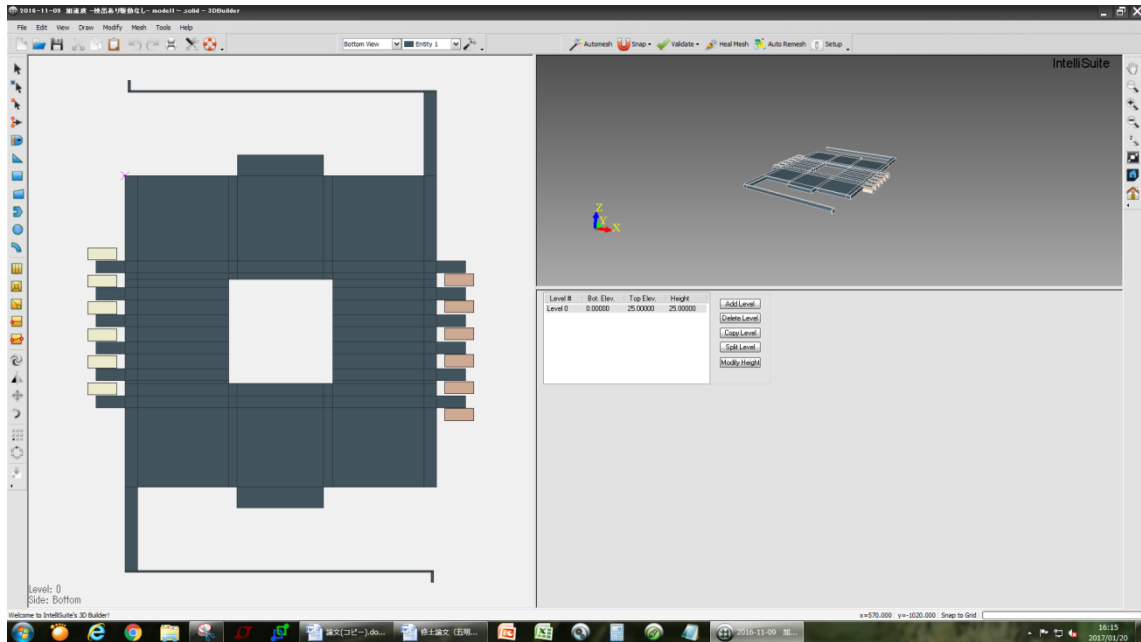 2016-11-09 加速度 -検出あり駆動なし- model1 ~ .solid - 3DBuilder
File Edit View Draw Modify Mesh Tools Help
Bottom View Entity 1 Automesh Snap Validate Heal Mesh Auto Remesh Setup
IntelliSuite
Z
Y
X
Level # Bot. Elev. Top Elev. Height
Level 0 0.00000 25.00000 25.00000
Add Level
Delete Level
Copy Level
Split Level
Modify Height
Level: 0
Side: Bottom
Welcome to IntelliSuite's 3D Builder!
x=570.000 y=-1020.000 Snap to Grid
論文(コピー).do... 修士論文（五明... 2016-11-09 加...
16:15
2017/01/20